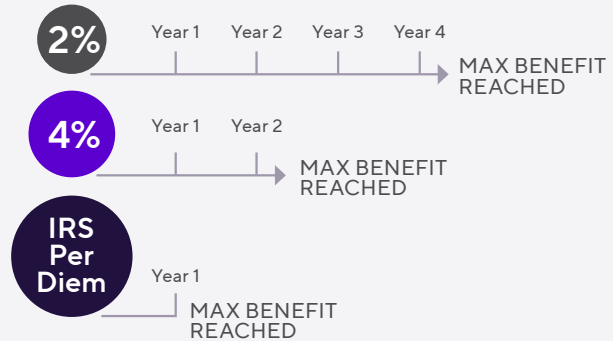 2%
Year 1 Year 2 Year 3 Year 4
MAX BENEFIT
REACHED
4%
Year 1 Year 2
MAX BENEFIT
REACHED
IRS
Per
Diem
Year 1
MAX BENEFIT
REACHED